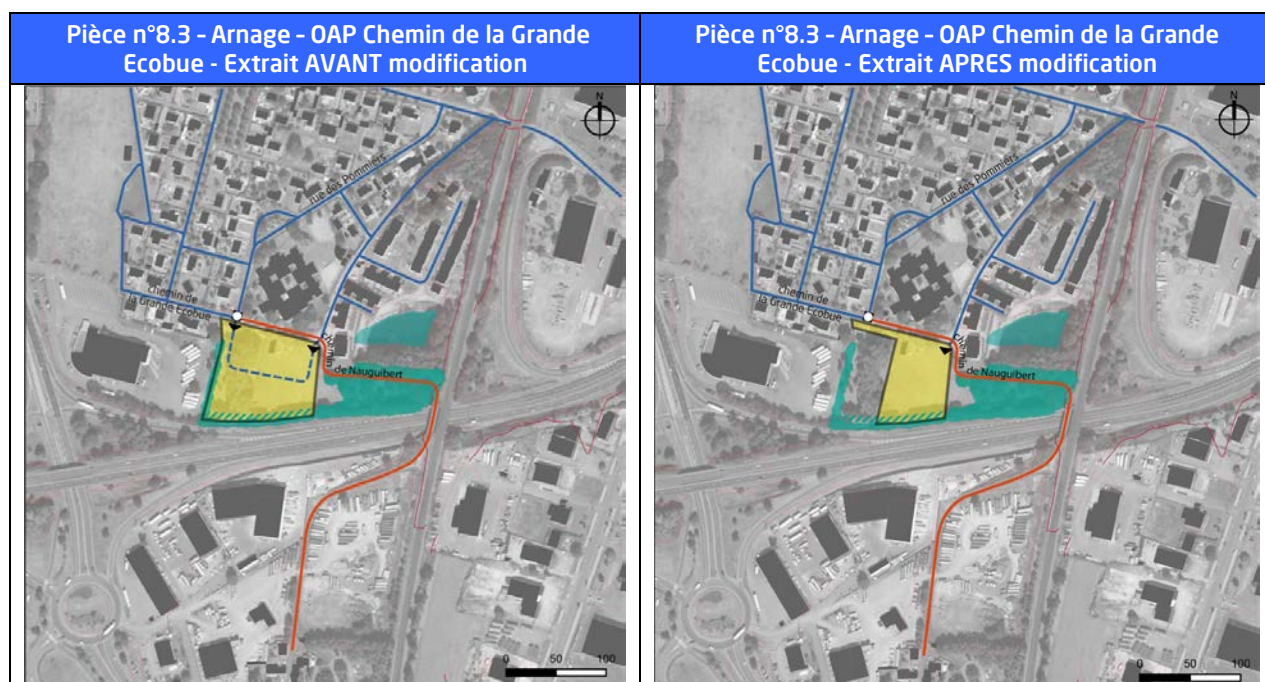 Pièce n°8.3 – Arnage – OAP Chemin de la Grande
Ecobue - Extrait AVANT modification
Pièce n°8.3 – Arnage – OAP Chemin de la Grande
Ecobue - Extrait APRES modification
N
rue des Pommiers
chemin de
la Grande Ecobue
chemin
de Nauguibert
0 50 100
N
rue des Pommiers
chemin de
la Grande Ecobue
chemin
de Nauguibert
0 50 100